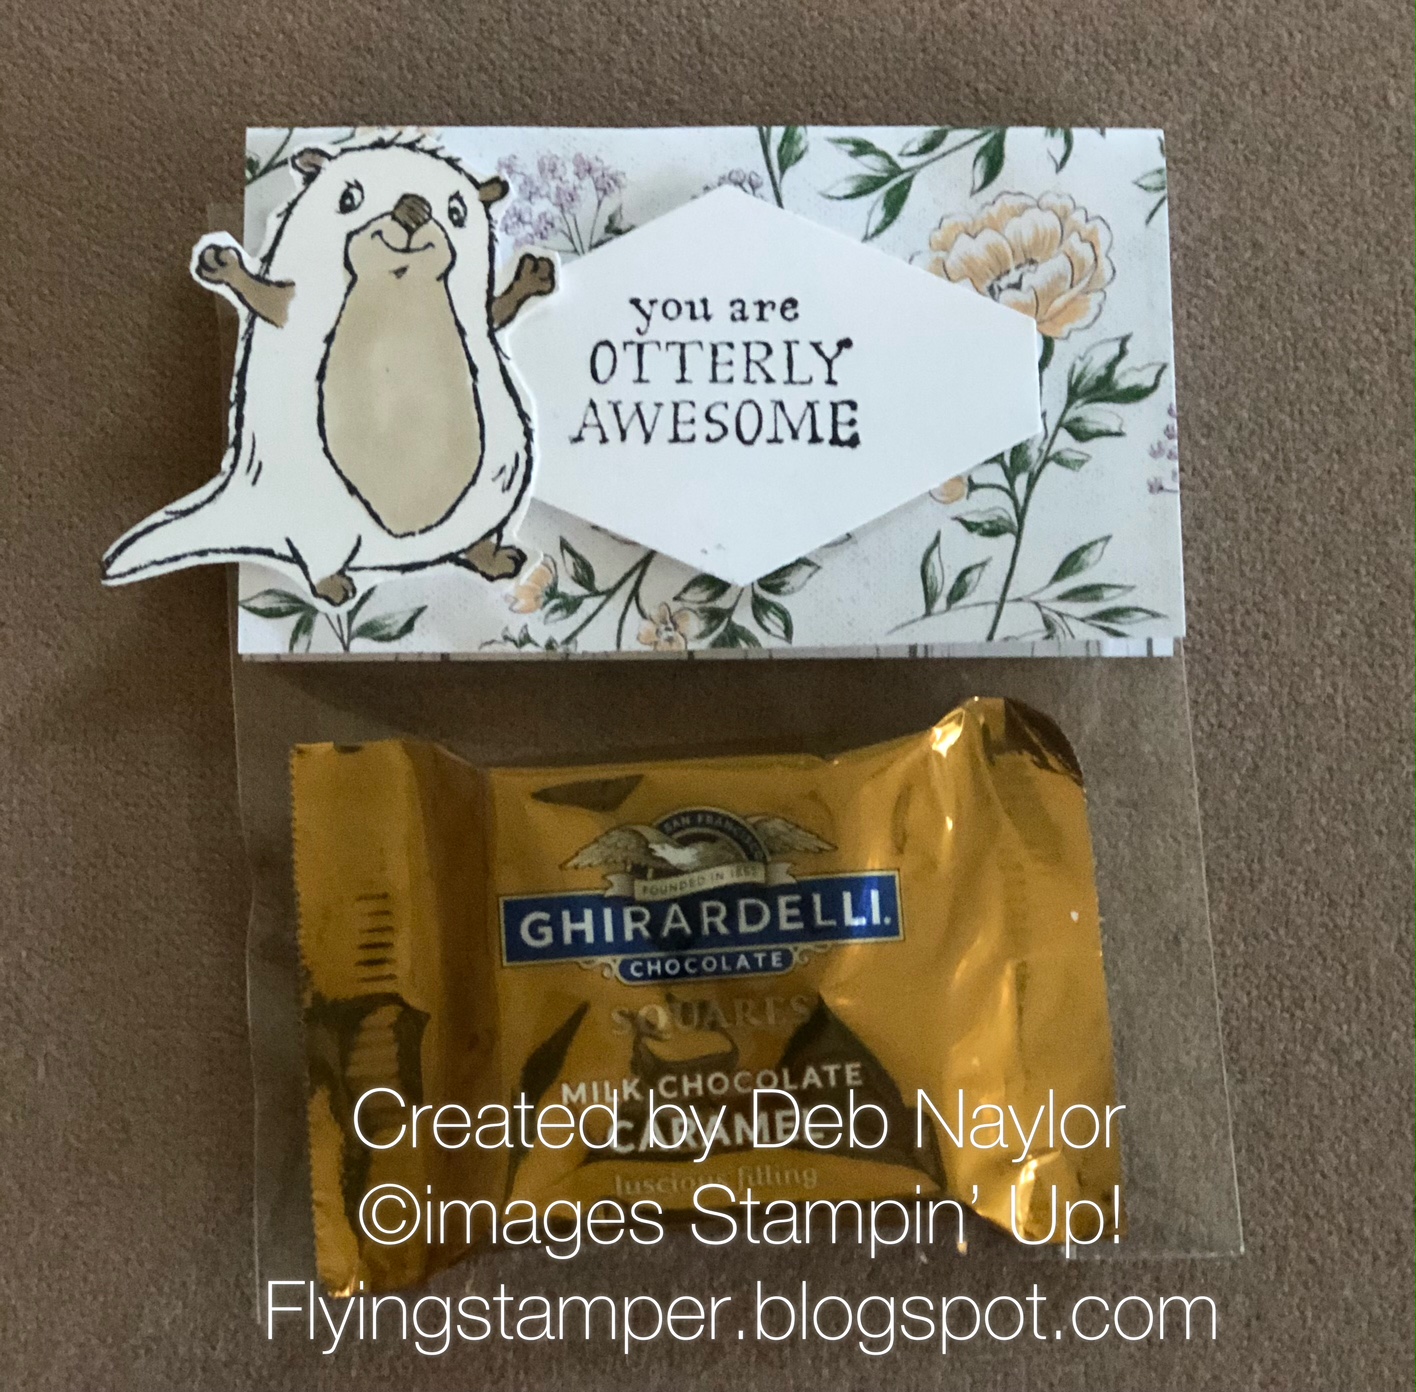 you are
OTTERLY
AWESOME
SAN FRANCISCO
FOUNDED IN 1852
GHIRARDELLI.
CHOCOLATE
SQUARES
MILK CHOCOLATE
CARAMEL
luscious filling
Created by Deb Naylor
©images Stampin' Up!
Flyingstamper.blogspot.com